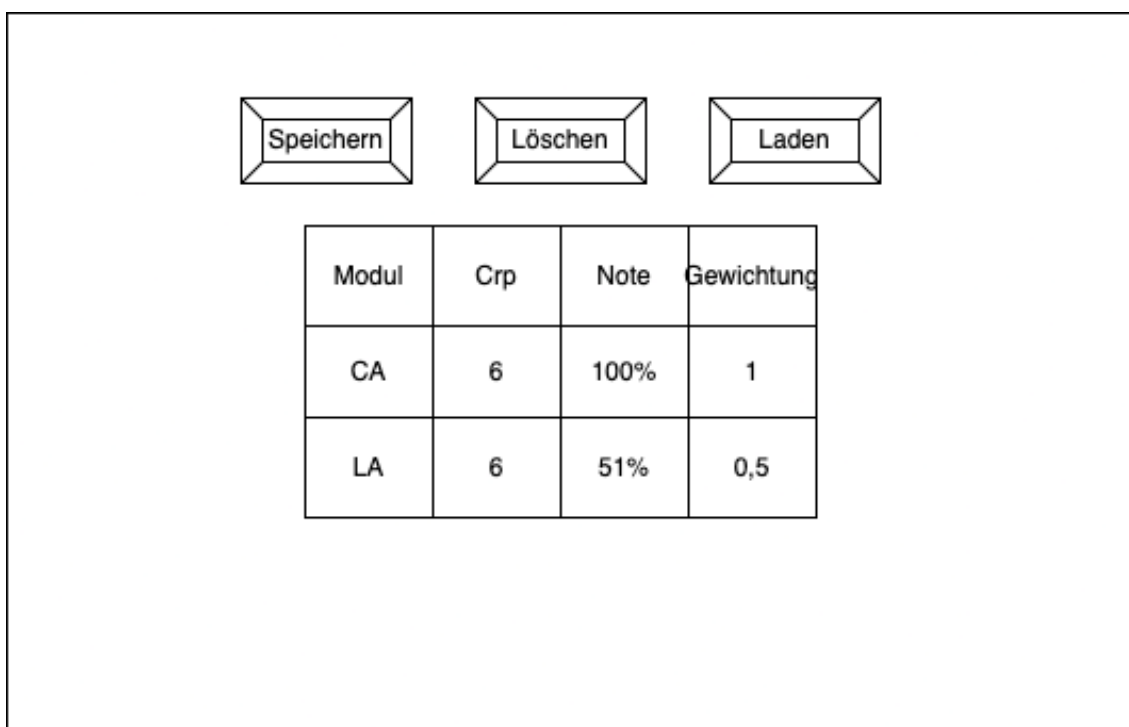 Speichern Löschen Laden
Modul Crp Note Gewichtung
CA 6 100% 1
LA 6 51% 0,5